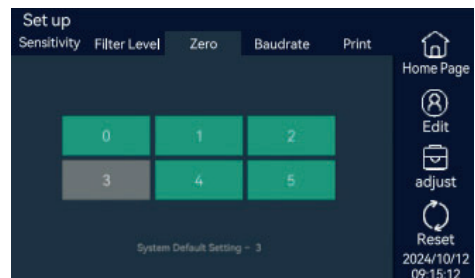 Set up
Sensitivity Filter Level Zero Baudrate Print
Home Page
0 1 2
Edit
3 4 5
adjust
System Default Setting - 3
Reset
2024/10/12
09:15:12